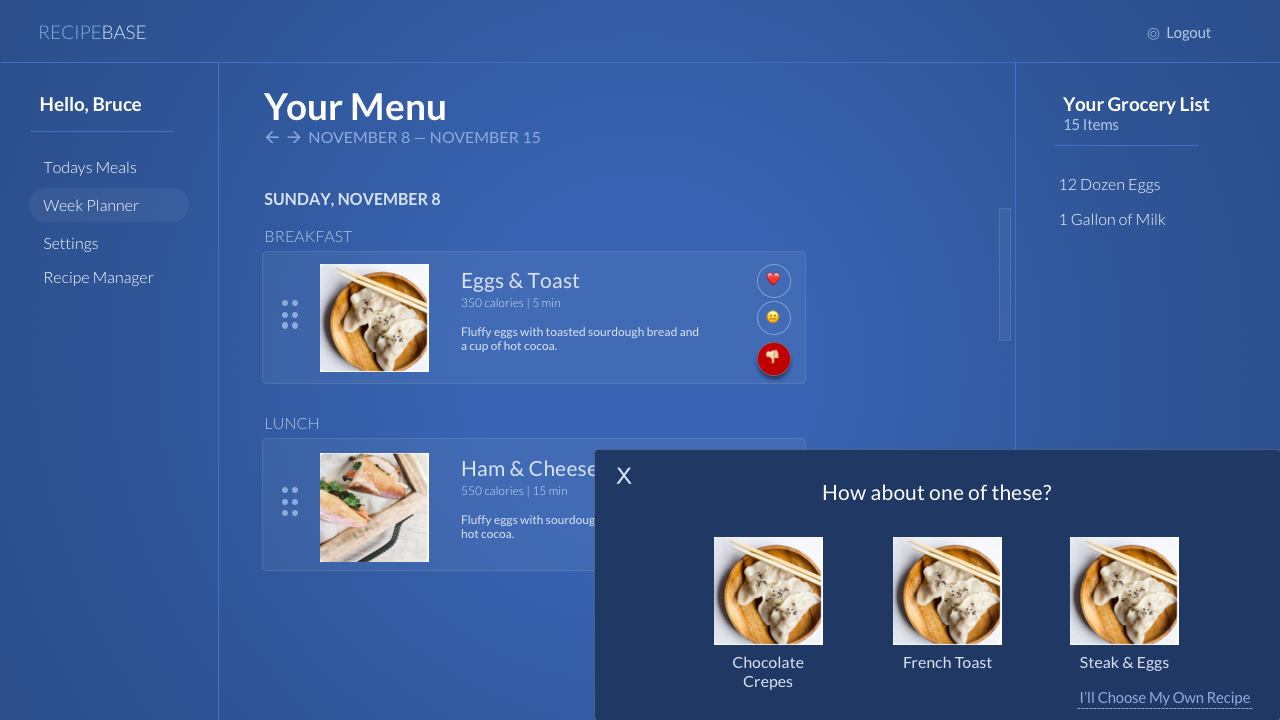 RECIPEBASE
Logout
Hello, Bruce
Todays Meals
Week Planner
Settings
Recipe Manager
Your Menu
← → NOVEMBER 8 — NOVEMBER 15
SUNDAY, NOVEMBER 8
BREAKFAST
Eggs & Toast
350 calories | 5 min
Fluffy eggs with toasted sourdough bread and
a cup of hot cocoa.
LUNCH
Ham & Cheese
550 calories | 15 min
Fluffy eggs with sourdoug
hot cocoa.
Your Grocery List
15 Items
12 Dozen Eggs
1 Gallon of Milk
X
How about one of these?
Chocolate
Crepes
French Toast
Steak & Eggs
I'll Choose My Own Recipe